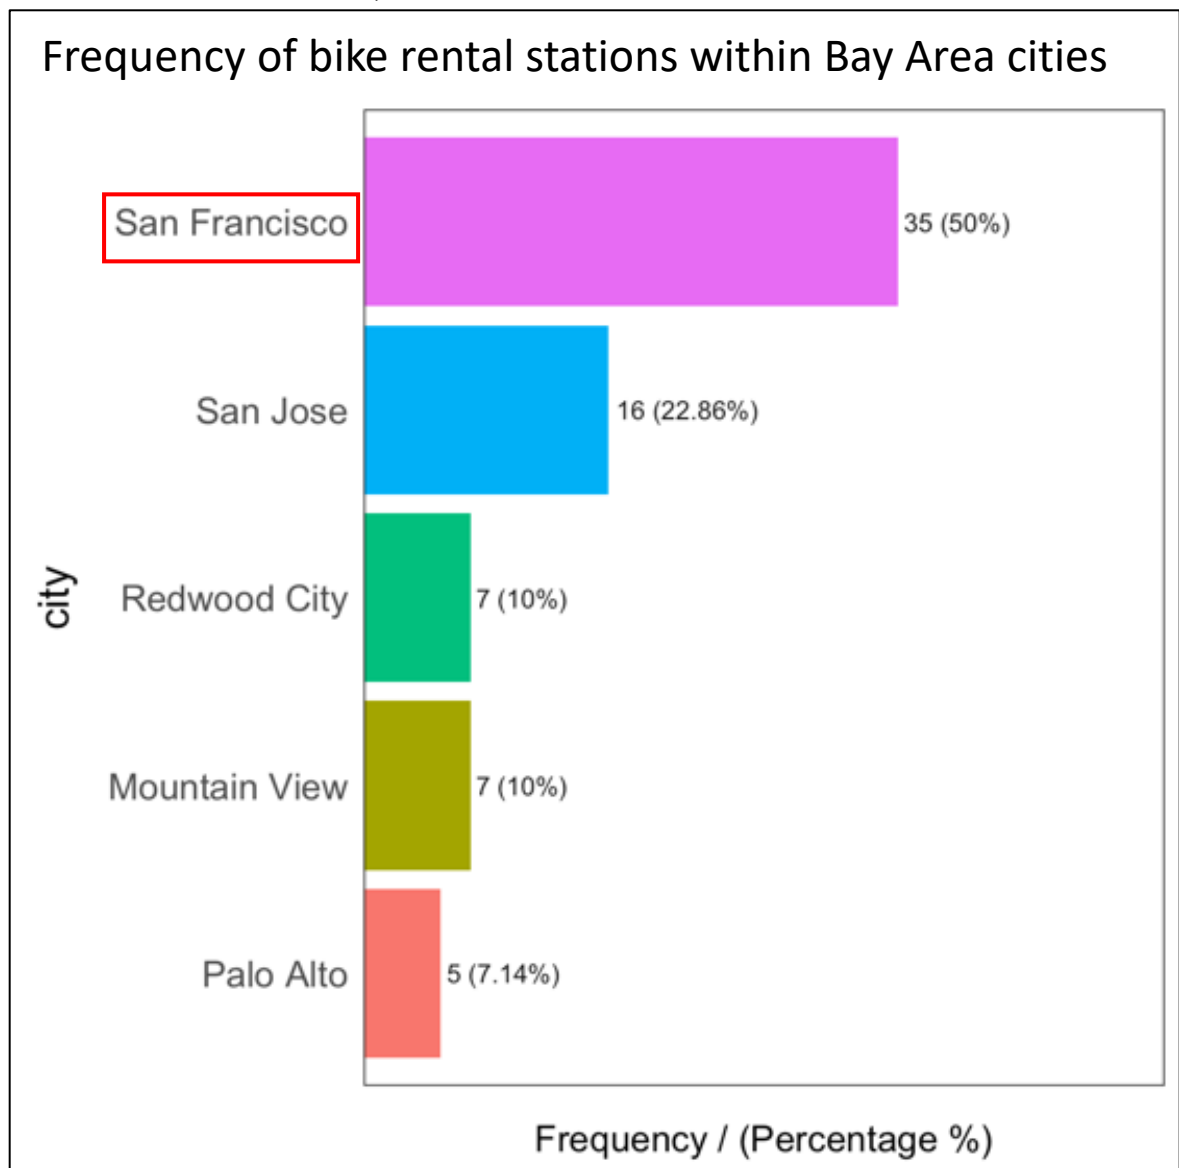 Frequency of bike rental stations within Bay Area cities
San Francisco
35 (50%)
San Jose
16 (22.86%)
Redwood City
7 (10%)
city
Mountain View
7 (10%)
Palo Alto
5 (7.14%)
Frequency / (Percentage %)